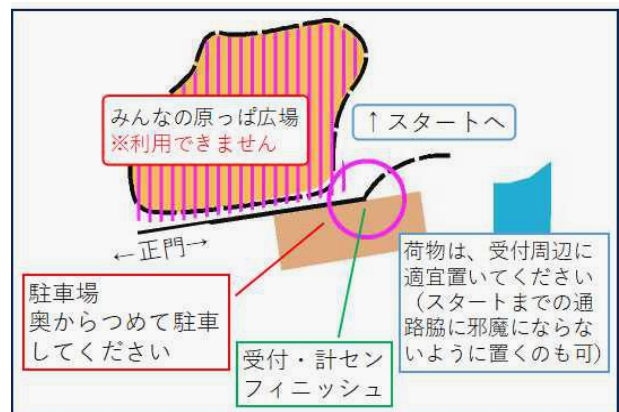 みんなの原っぱ広場
※利用できません
↑スタートへ
←正門→
駐車場
奥からつめて駐車
してください
受付・計セン
フィニッシュ
荷物は、受付周辺に
適宜置いてください
（スタートまでの通
路脇に邪魔にならな
いように置くのも可)